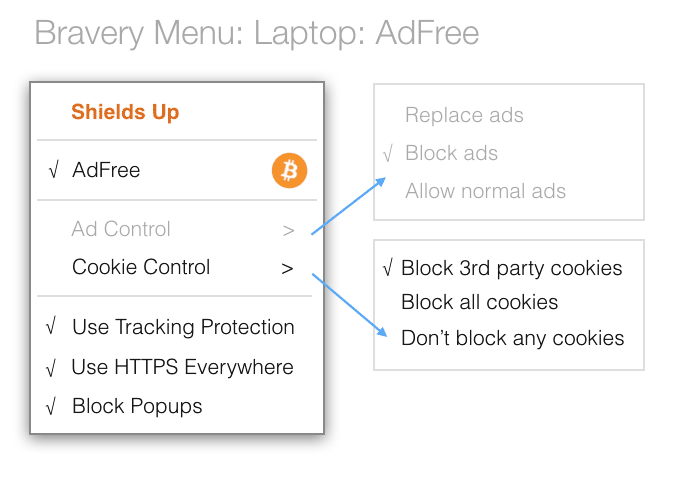 Bravery Menu: Laptop: AdFree
Shields Up
√ AdFree
Ad Control >
Cookie Control >
√ Use Tracking Protection
√ Use HTTPS Everywhere
√ Block Popups
Replace ads
√ Block ads
Allow normal ads
√ Block 3rd party cookies
Block all cookies
Don’t block any cookies